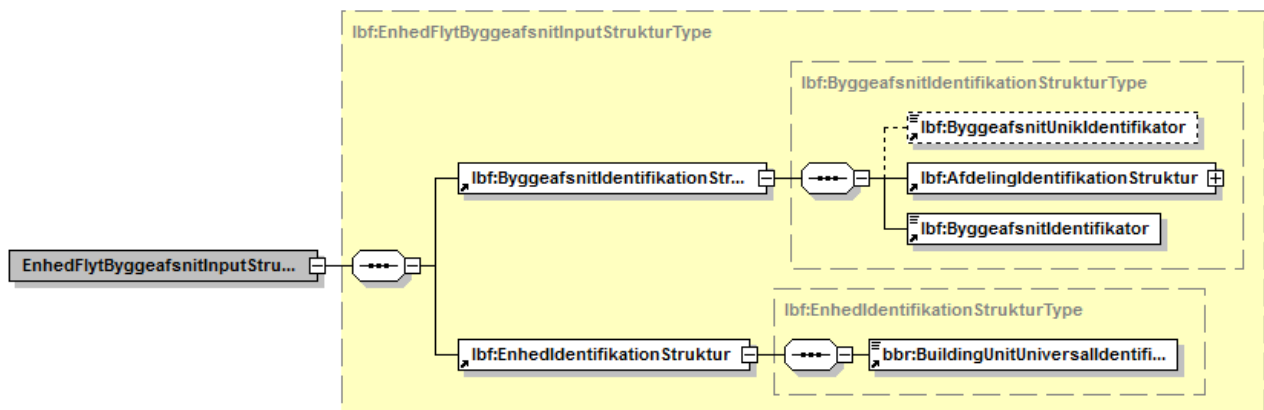 lbf:EnhedFlytByggeafsnitInputStrukturType
lbf:ByggeafsnitIdentifikationStrukturType
lbf:ByggeafsnitUnikIdentifikator
lbf:ByggeafsnitIdentifikationStr...
lbf:AfdelingIdentifikationStruktur
lbf:ByggeafsnitIdentifikator
EnhedFlytByggeafsnitInputStru...
lbf:EnhedIdentifikationStrukturType
lbf:EnhedIdentifikationStruktur
bbr:BuildingUnitUniversalIdentifi...